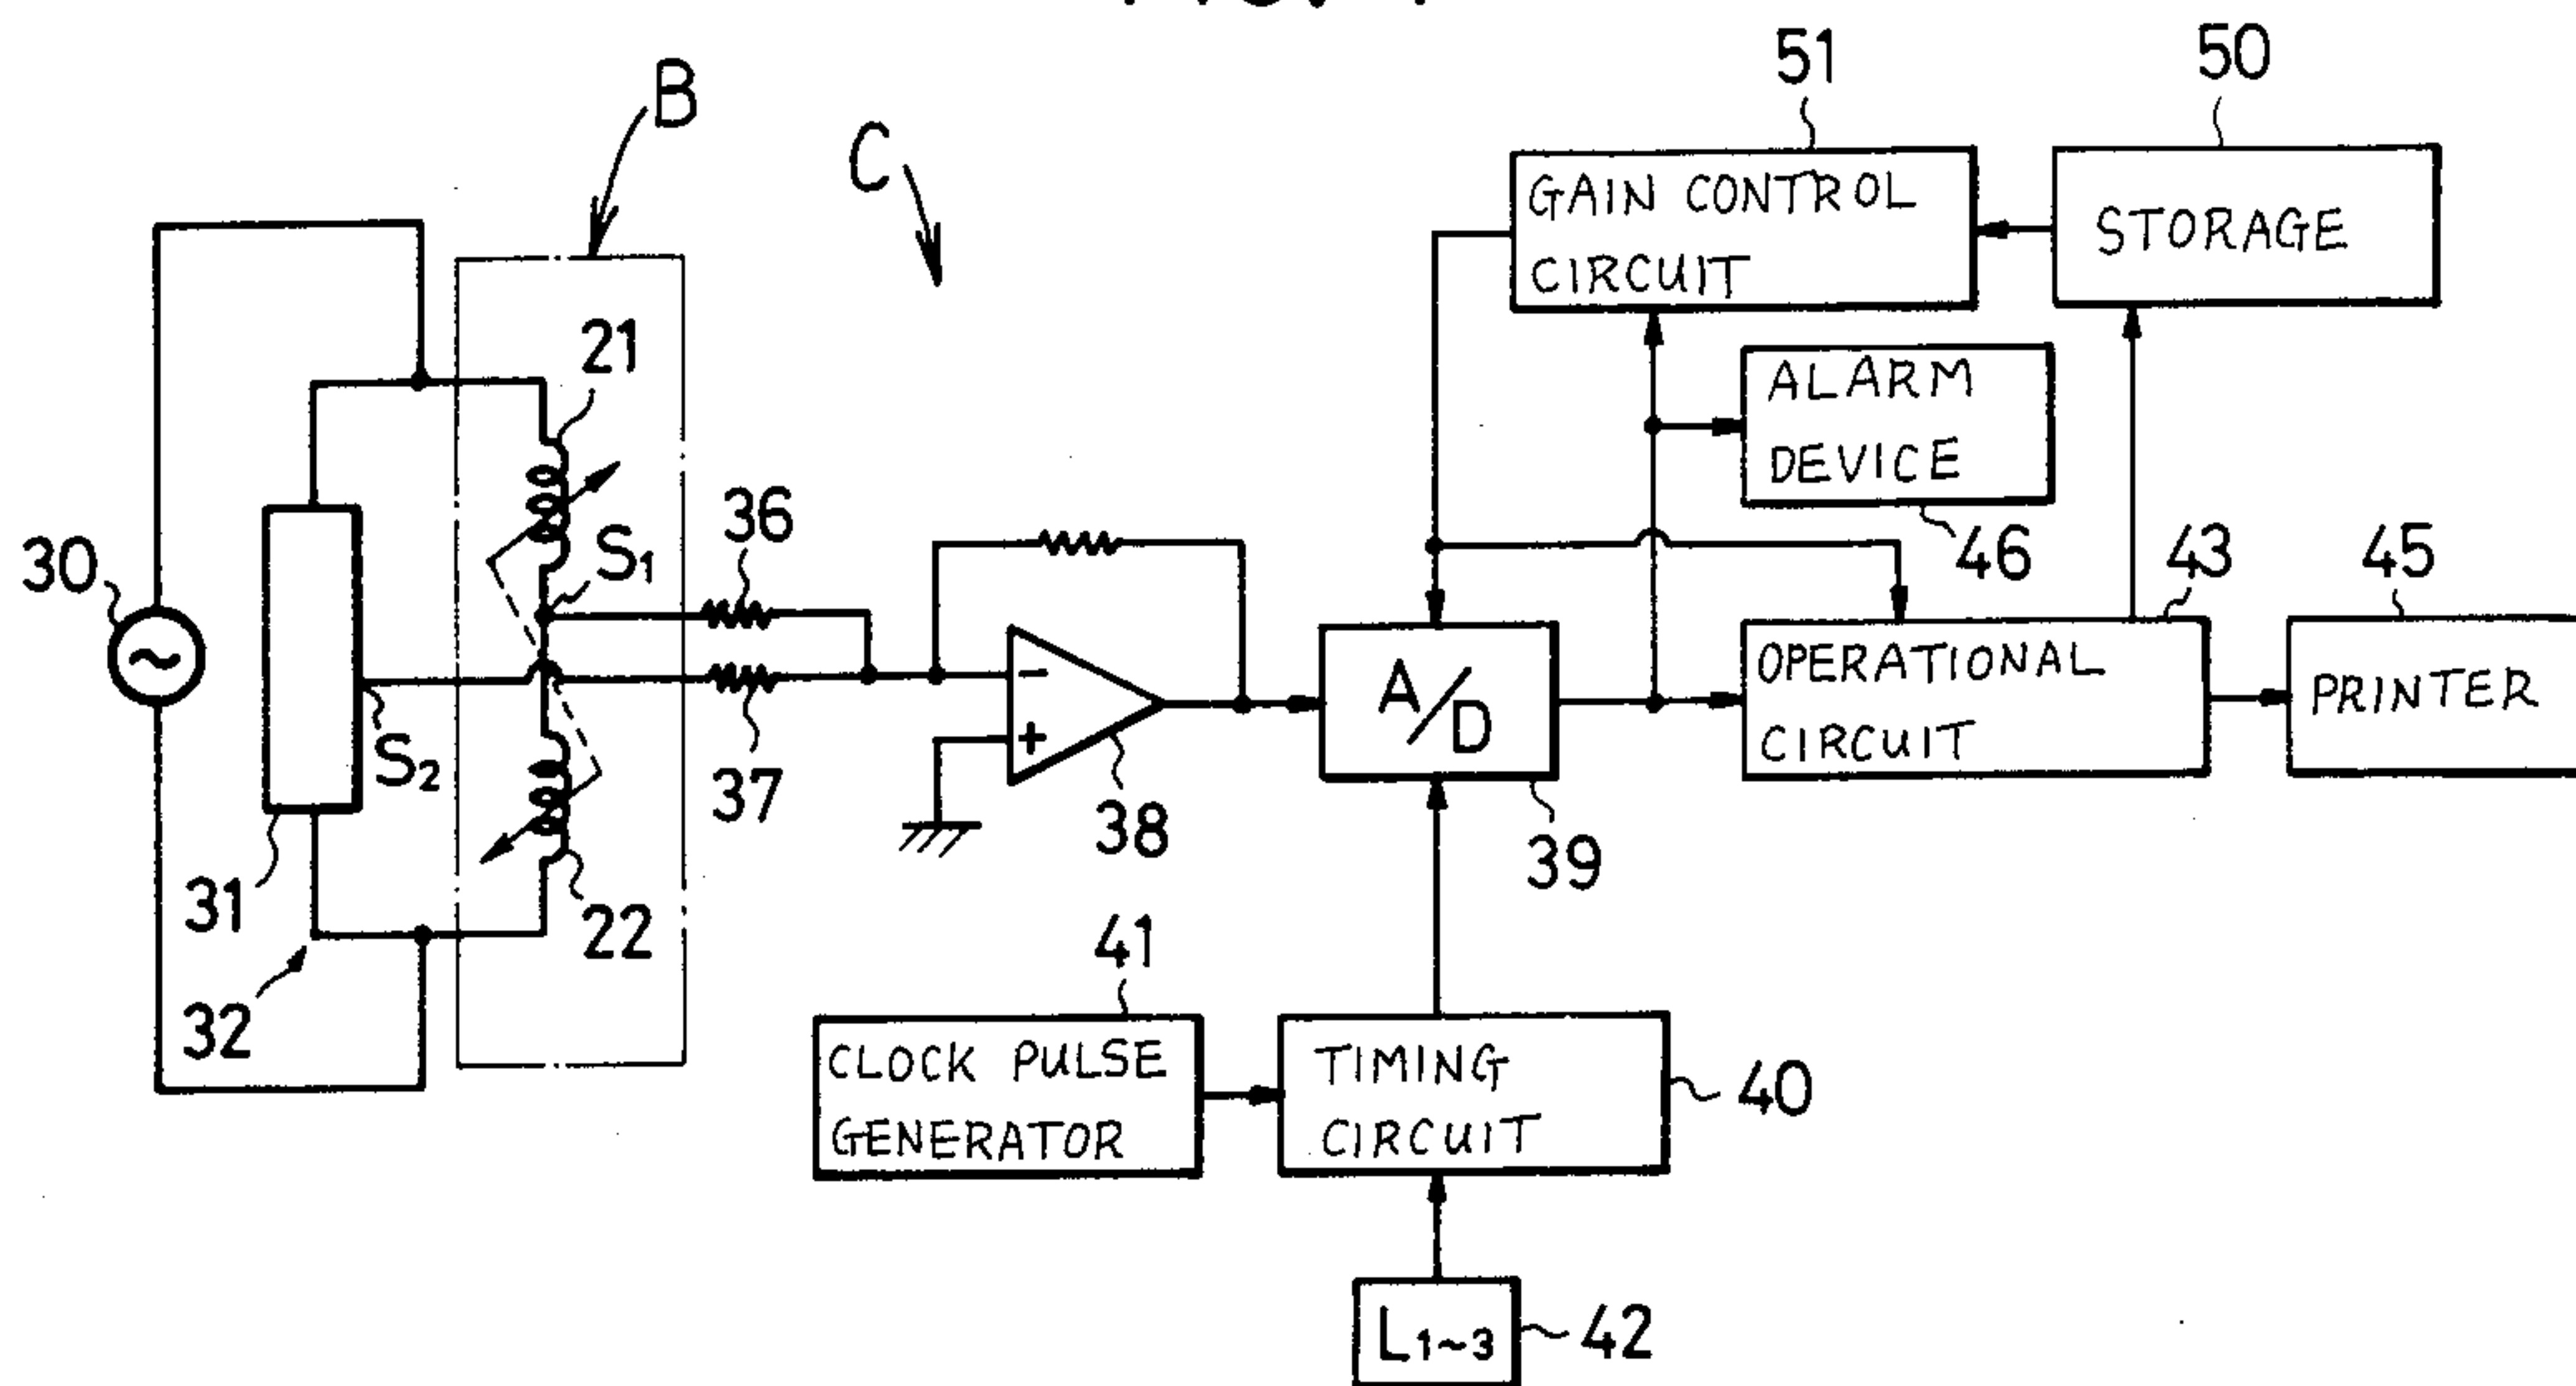 51
50
B
C
GAIN CONTROL
CIRCUIT
STORAGE
21
ALARM
DEVICE
36
30
S1
46
43
45
-
A/D
OPERATIONAL
CIRCUIT
PRINTER
S2
+
37
38
39
31
22
41
32
CLOCK PULSE
GENERATOR
TIMING
CIRCUIT
40
L1~3
42